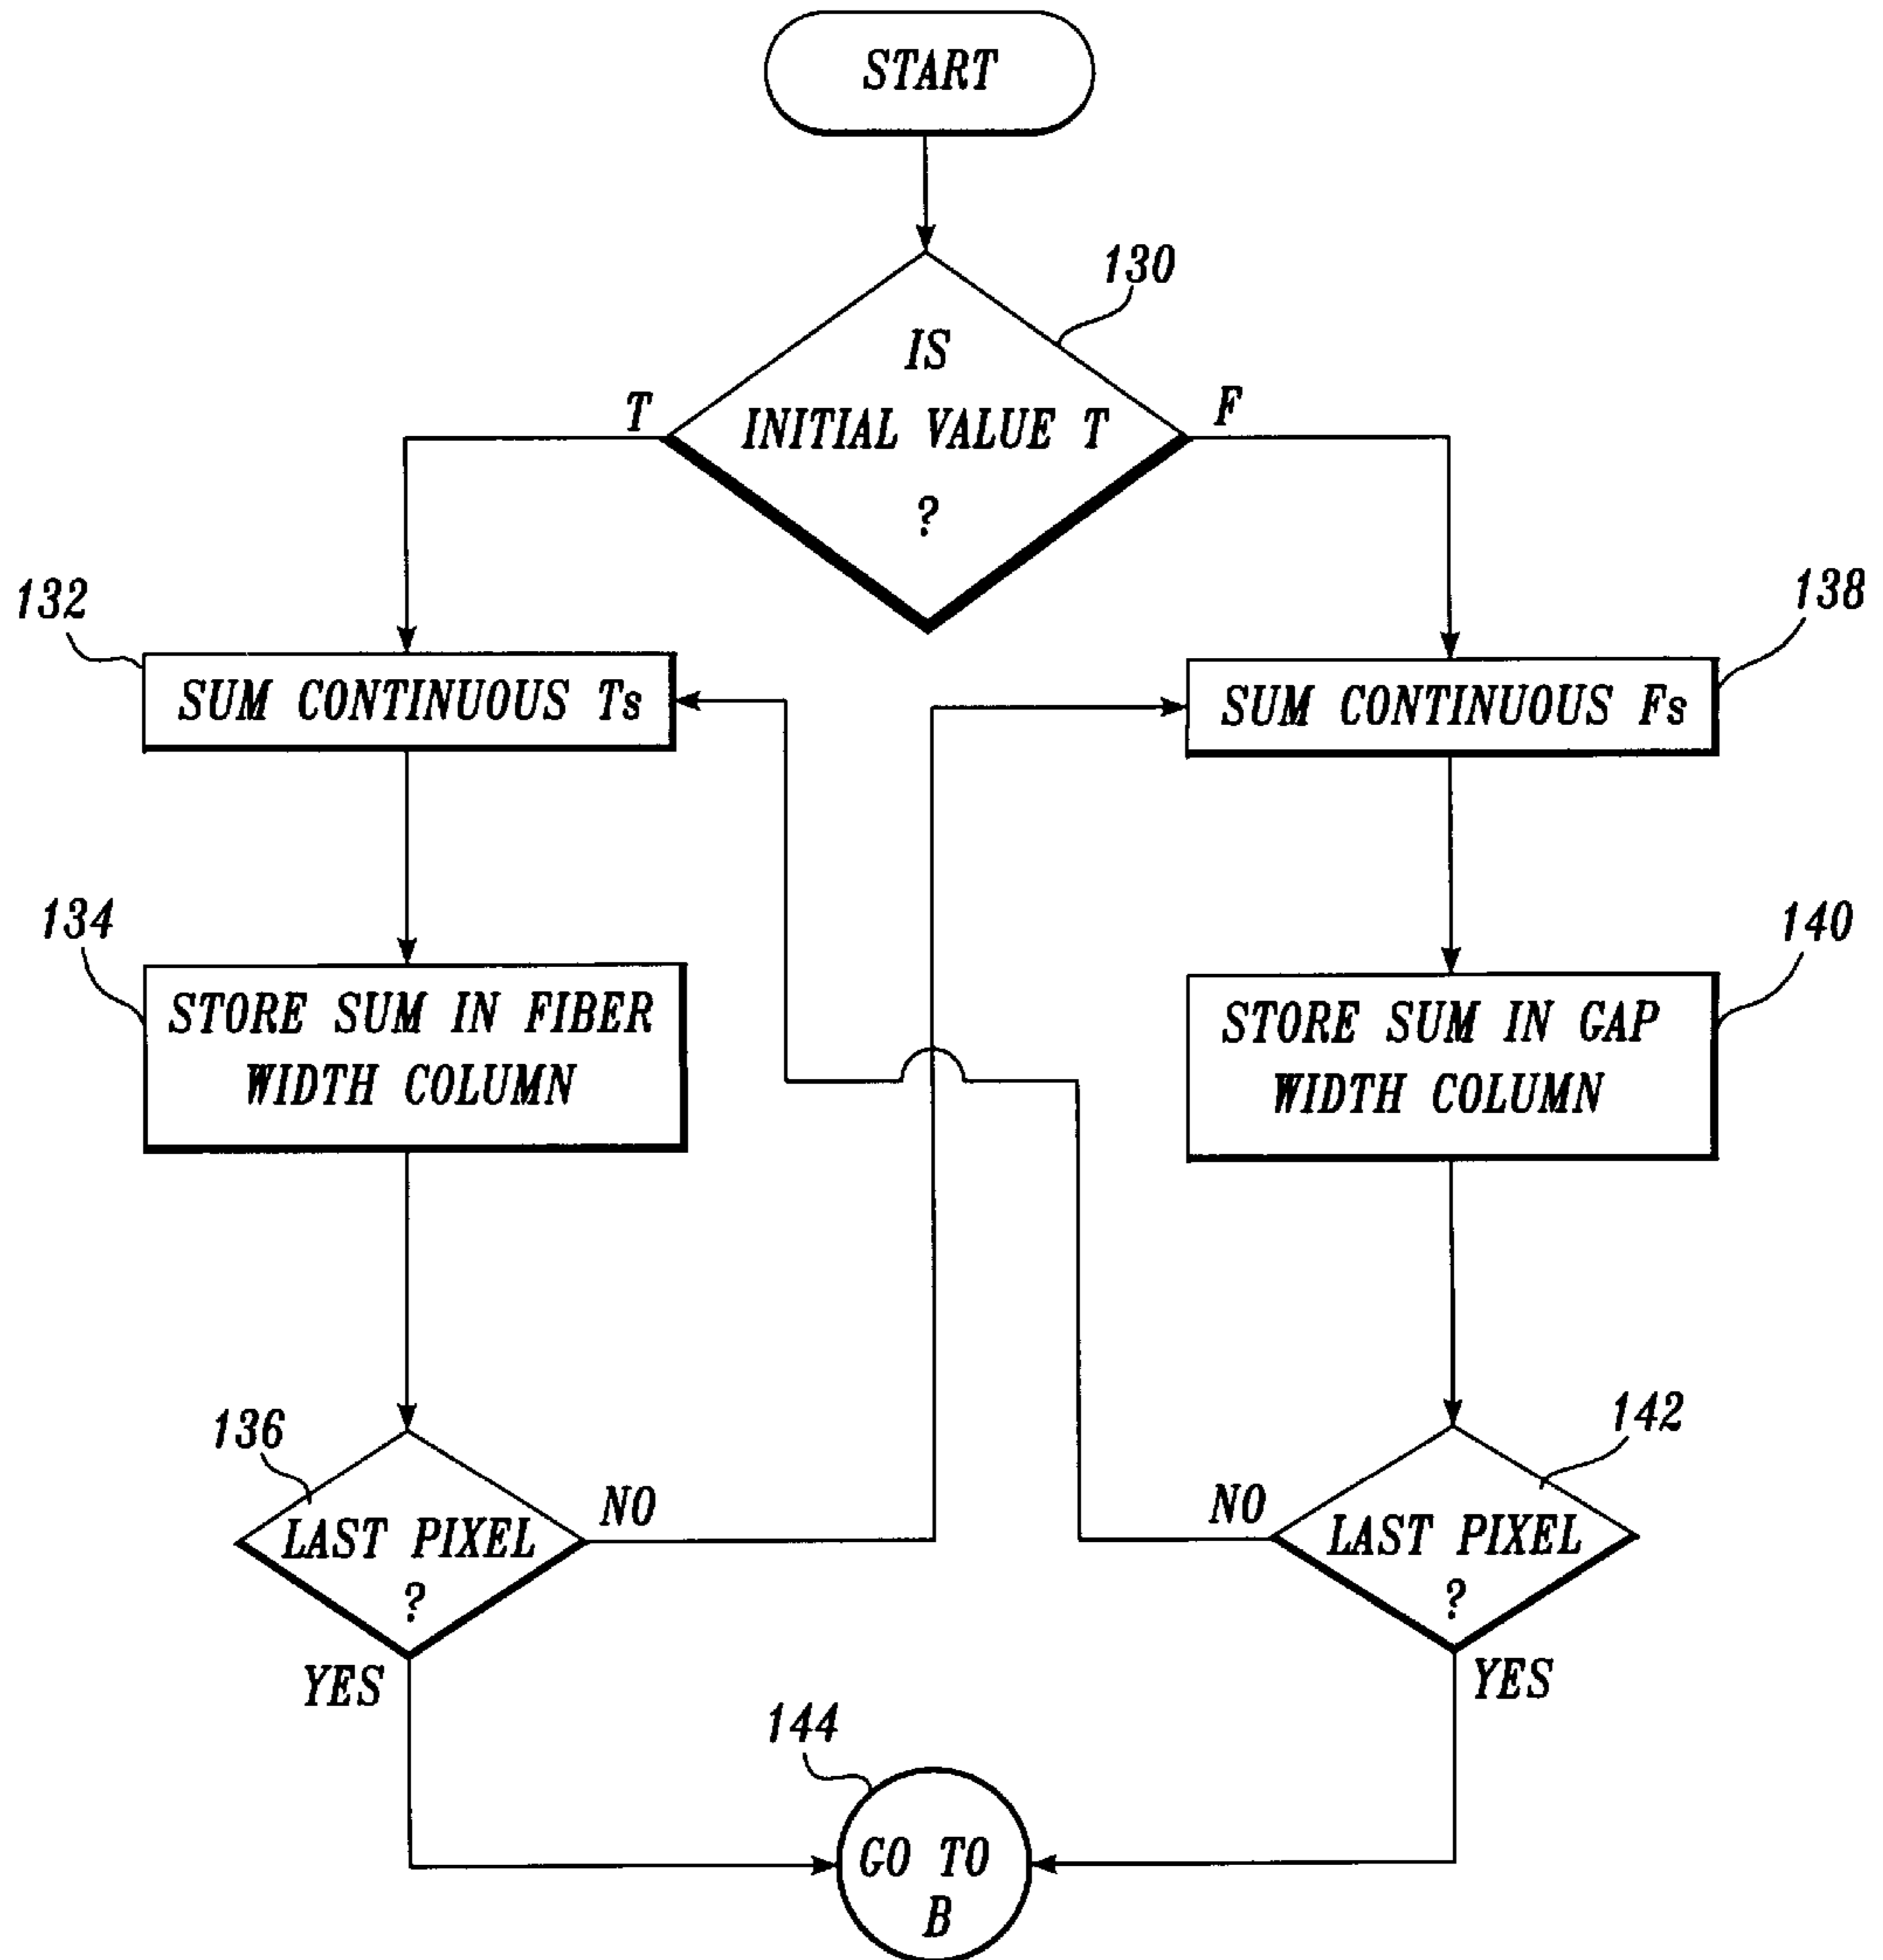 START
130
IS
INITIAL VALUE T
?
T
F
132
SUM CONTINUOUS Ts
138
SUM CONTINUOUS Fs
134
STORE SUM IN FIBER
WIDTH COLUMN
140
STORE SUM IN GAP
WIDTH COLUMN
136
LAST PIXEL
?
NO
YES
142
LAST PIXEL
?
NO
YES
144
GO TO
B